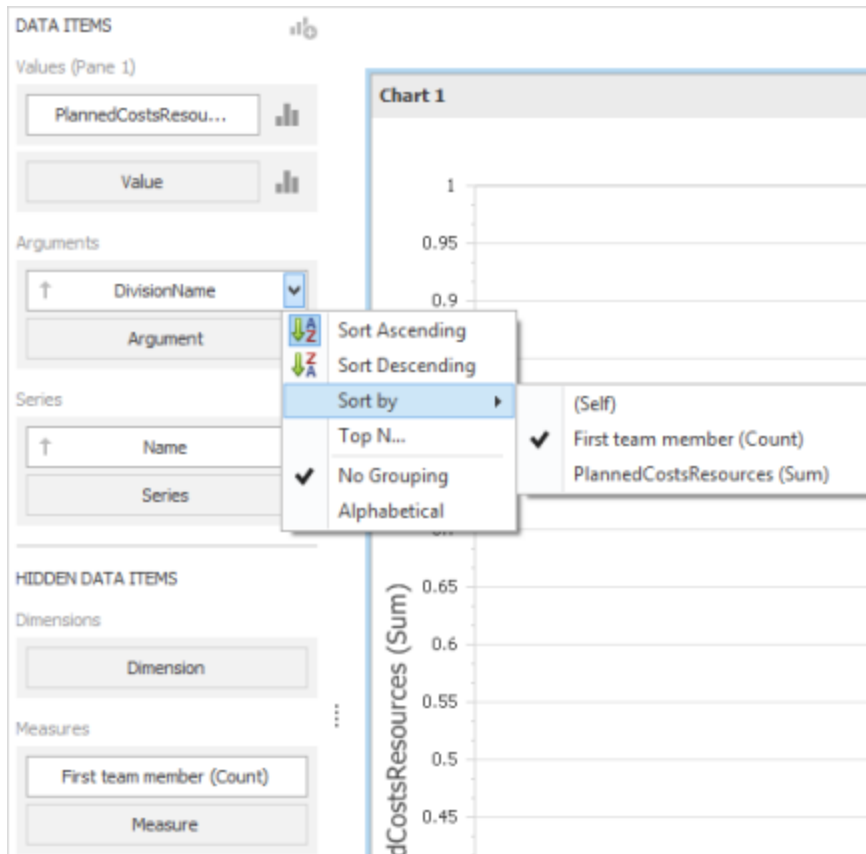 DATA ITEMS
Values (Pane 1)
PlannedCostsResou...
Value
Arguments
DivisionName
Argument
Series
Name
Series
HIDDEN DATA ITEMS
Dimensions
Dimension
Measures
First team member (Count)
Measure
Sort Ascending
Sort Descending
Sort by
Top N...
No Grouping
Alphabetical
(Self)
First team member (Count)
PlannedCostsResources (Sum)
Chart 1
1
0.95
0.9
0.65
0.6
0.55
0.5
0.45
dCostsResources (Sum)